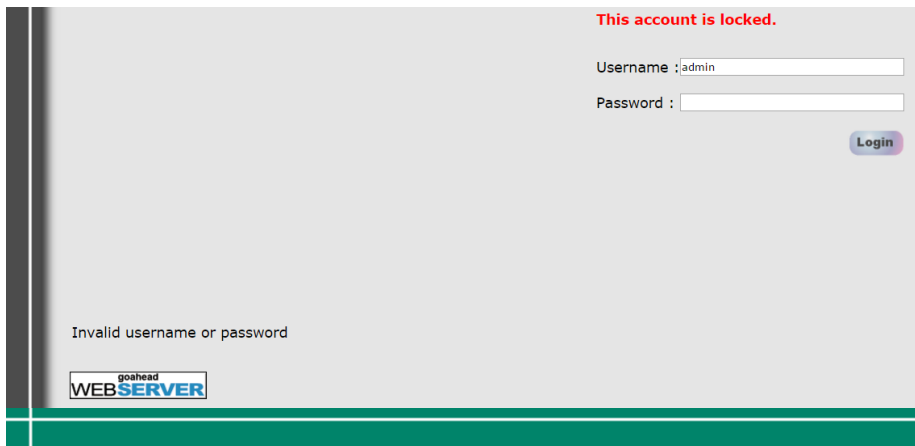 This account is locked.
Username : admin
Password :
Login
Invalid username or password
goahead
WEBSERVER